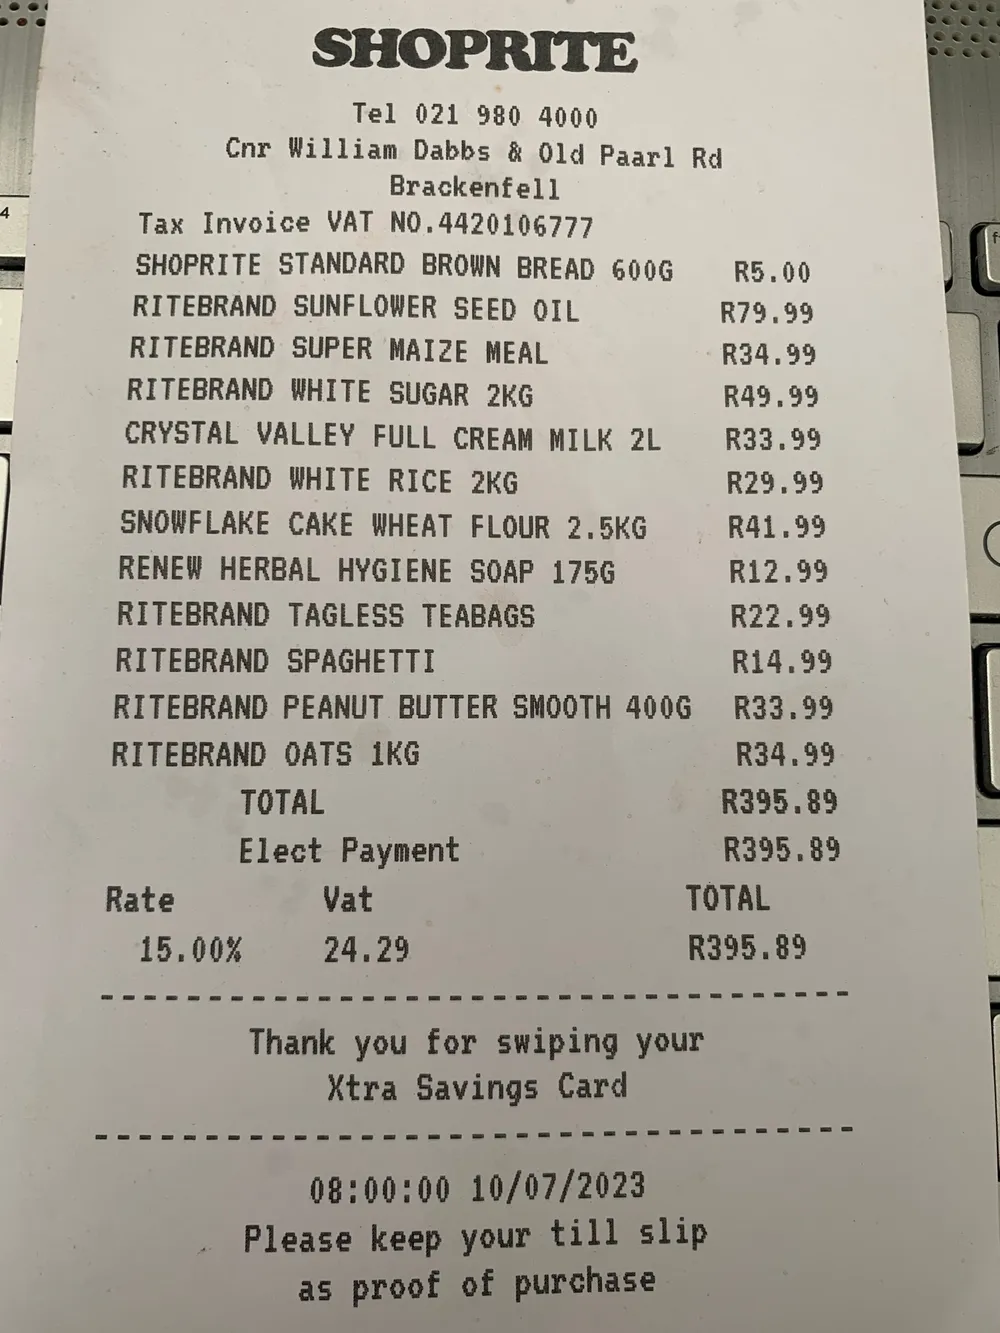 SHOPRITE
Tel 021 980 4000
Cnr William Dabbs & Old Paarl Rd
Brackenfell
Tax Invoice VAT NO.4420106777
SHOPRITE STANDARD BROWN BREAD 600G R5.00
RITEBRAND SUNFLOWER SEED OIL R79.99
RITEBRAND SUPER MAIZE MEAL R34.99
RITEBRAND WHITE SUGAR 2KG R49.99
CRYSTAL VALLEY FULL CREAM MILK 2L R33.99
RITEBRAND WHITE RICE 2KG R29.99
SNOWFLAKE CAKE WHEAT FLOUR 2.5KG R41.99
RENEW HERBAL HYGIENE SOAP 175G R12.99
RITEBRAND TAGLESS TEABAGS R22.99
RITEBRAND SPAGHETTI R14.99
RITEBRAND PEANUT BUTTER SMOOTH 400G R33.99
RITEBRAND OATS 1KG R34.99
TOTAL R395.89
Elect Payment R395.89
Rate Vat TOTAL
15.00% 24.29 R395.89
Thank you for swiping your
Xtra Savings Card
08:00:00 10/07/2023
Please keep your till slip
as proof of purchase